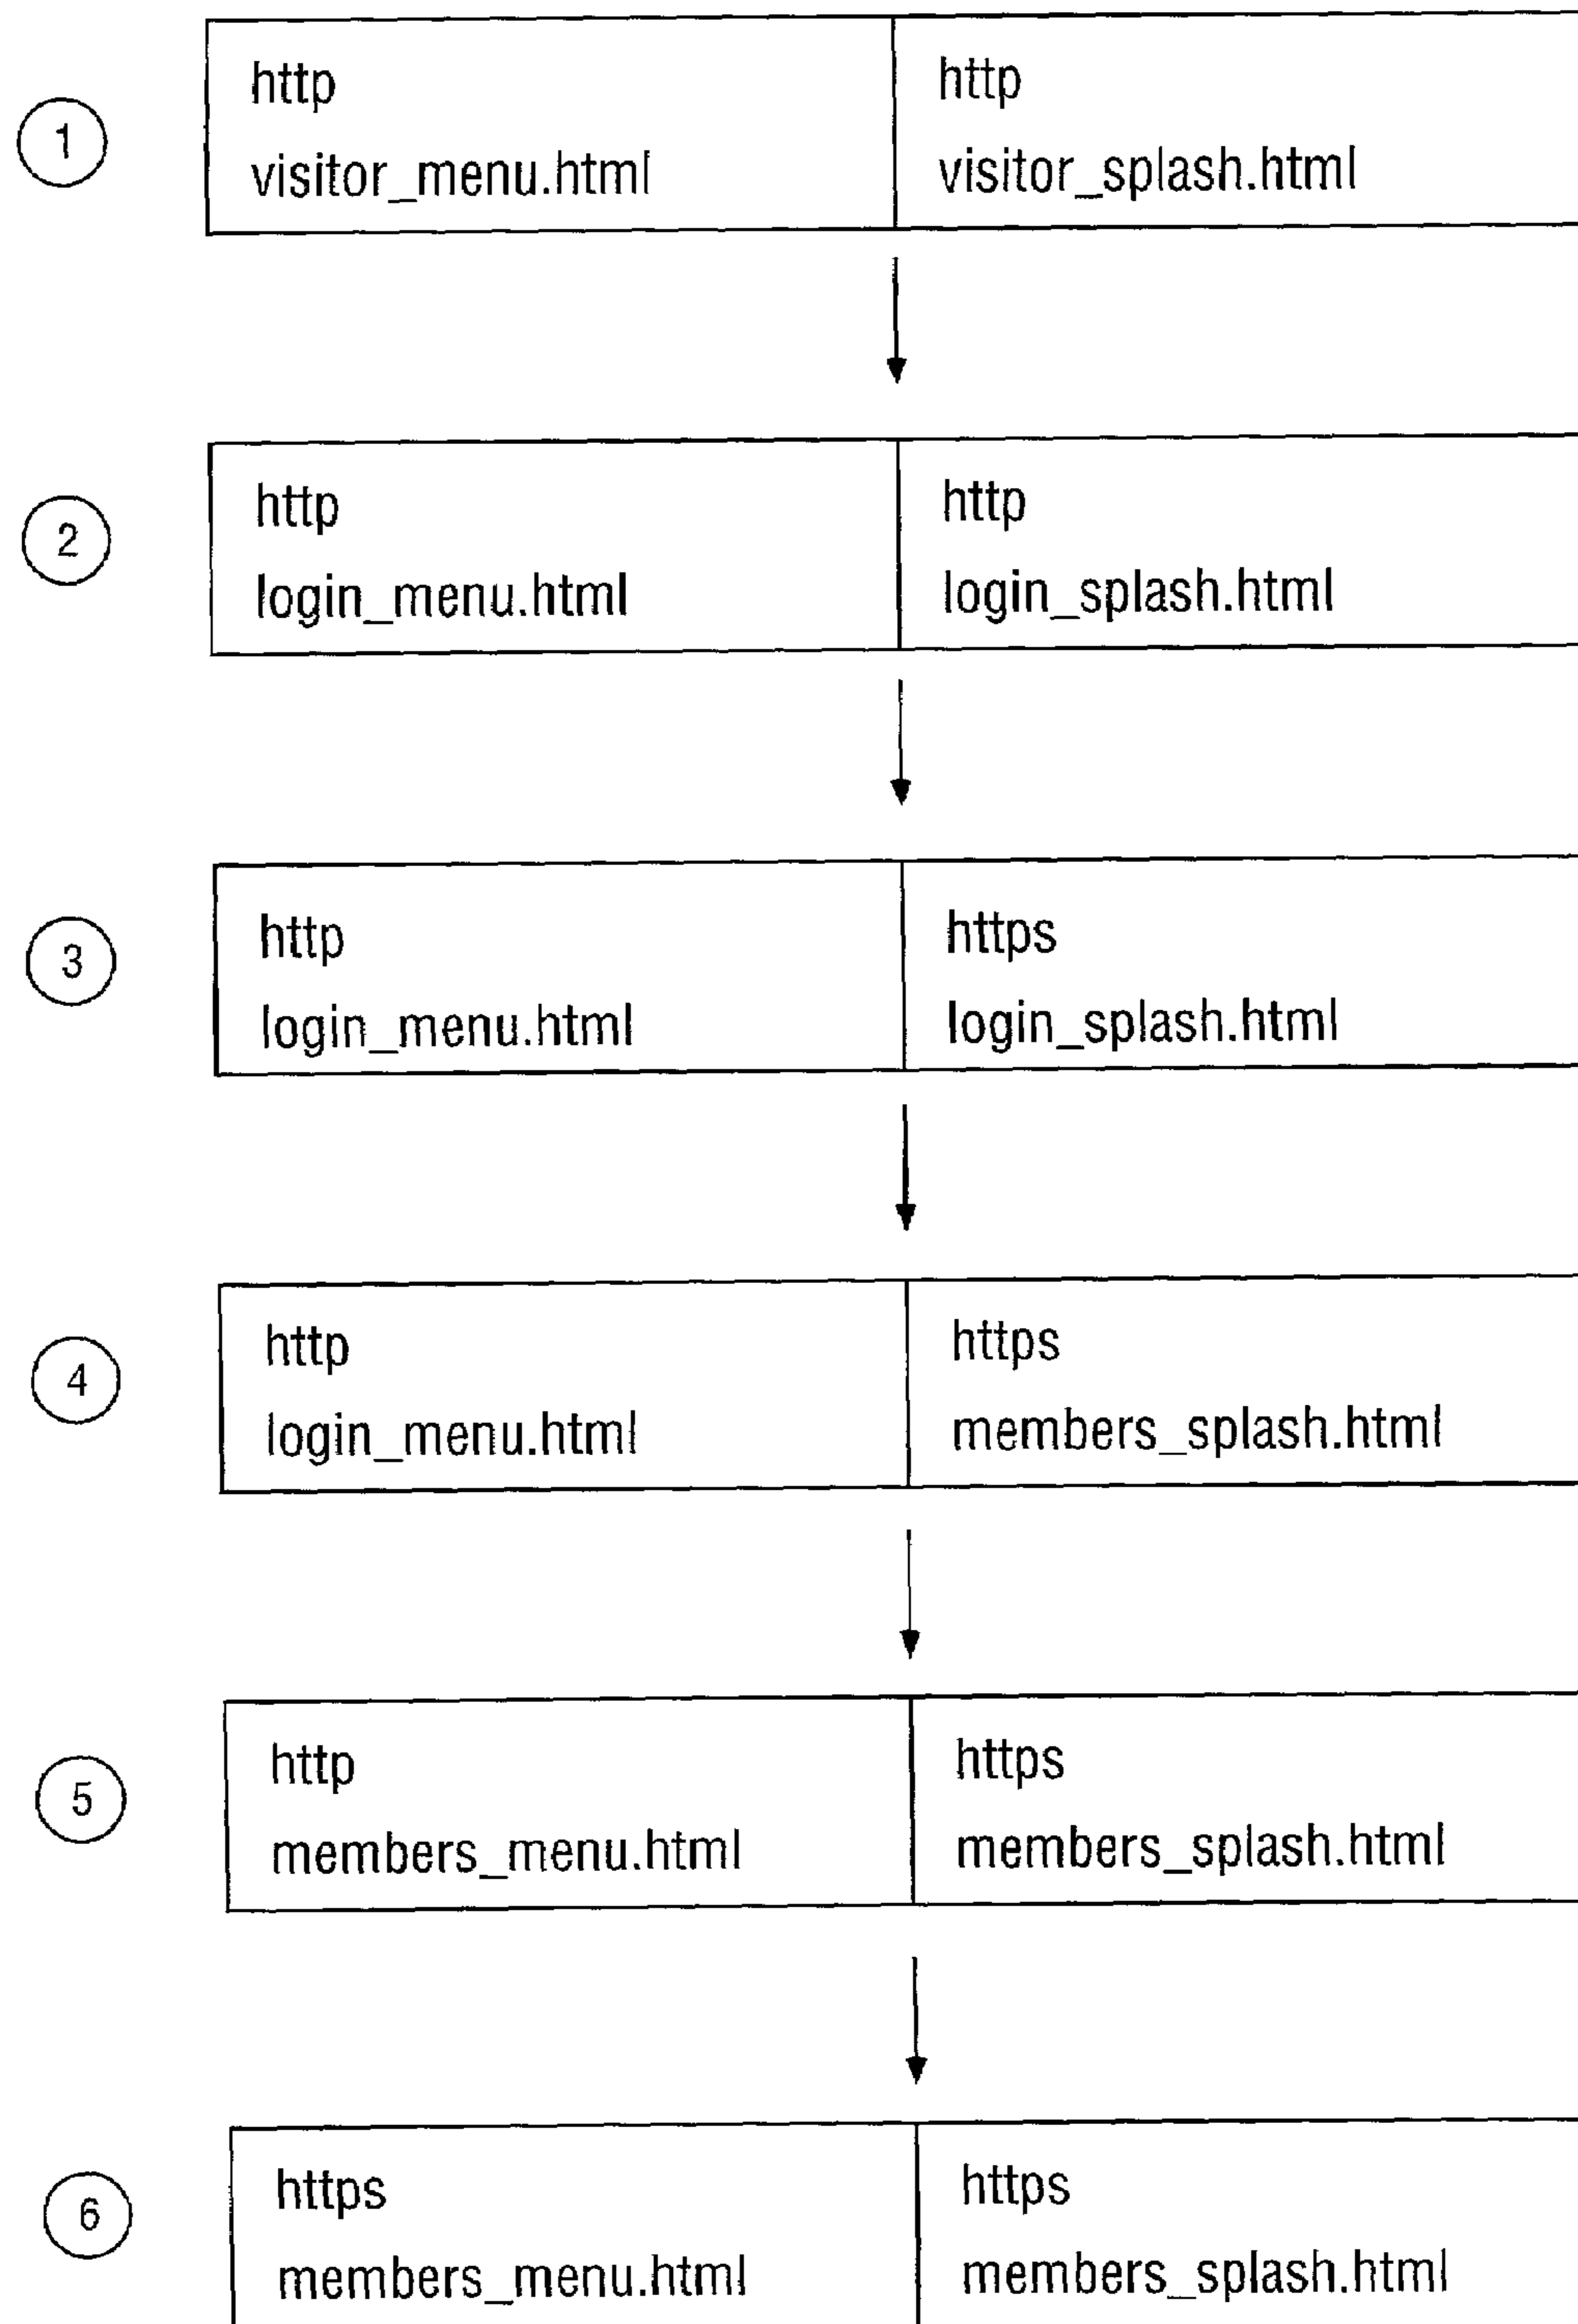 1
http
http
visitor_menu.html
visitor_splash.html
2
http
http
login_menu.html
login_splash.html
3
http
https
login_menu.html
login_splash.html
4
http
https
login_menu.html
members_splash.html
5
http
https
members_menu.html
members_splash.html
6
https
https
members_menu.html
members_splash.html